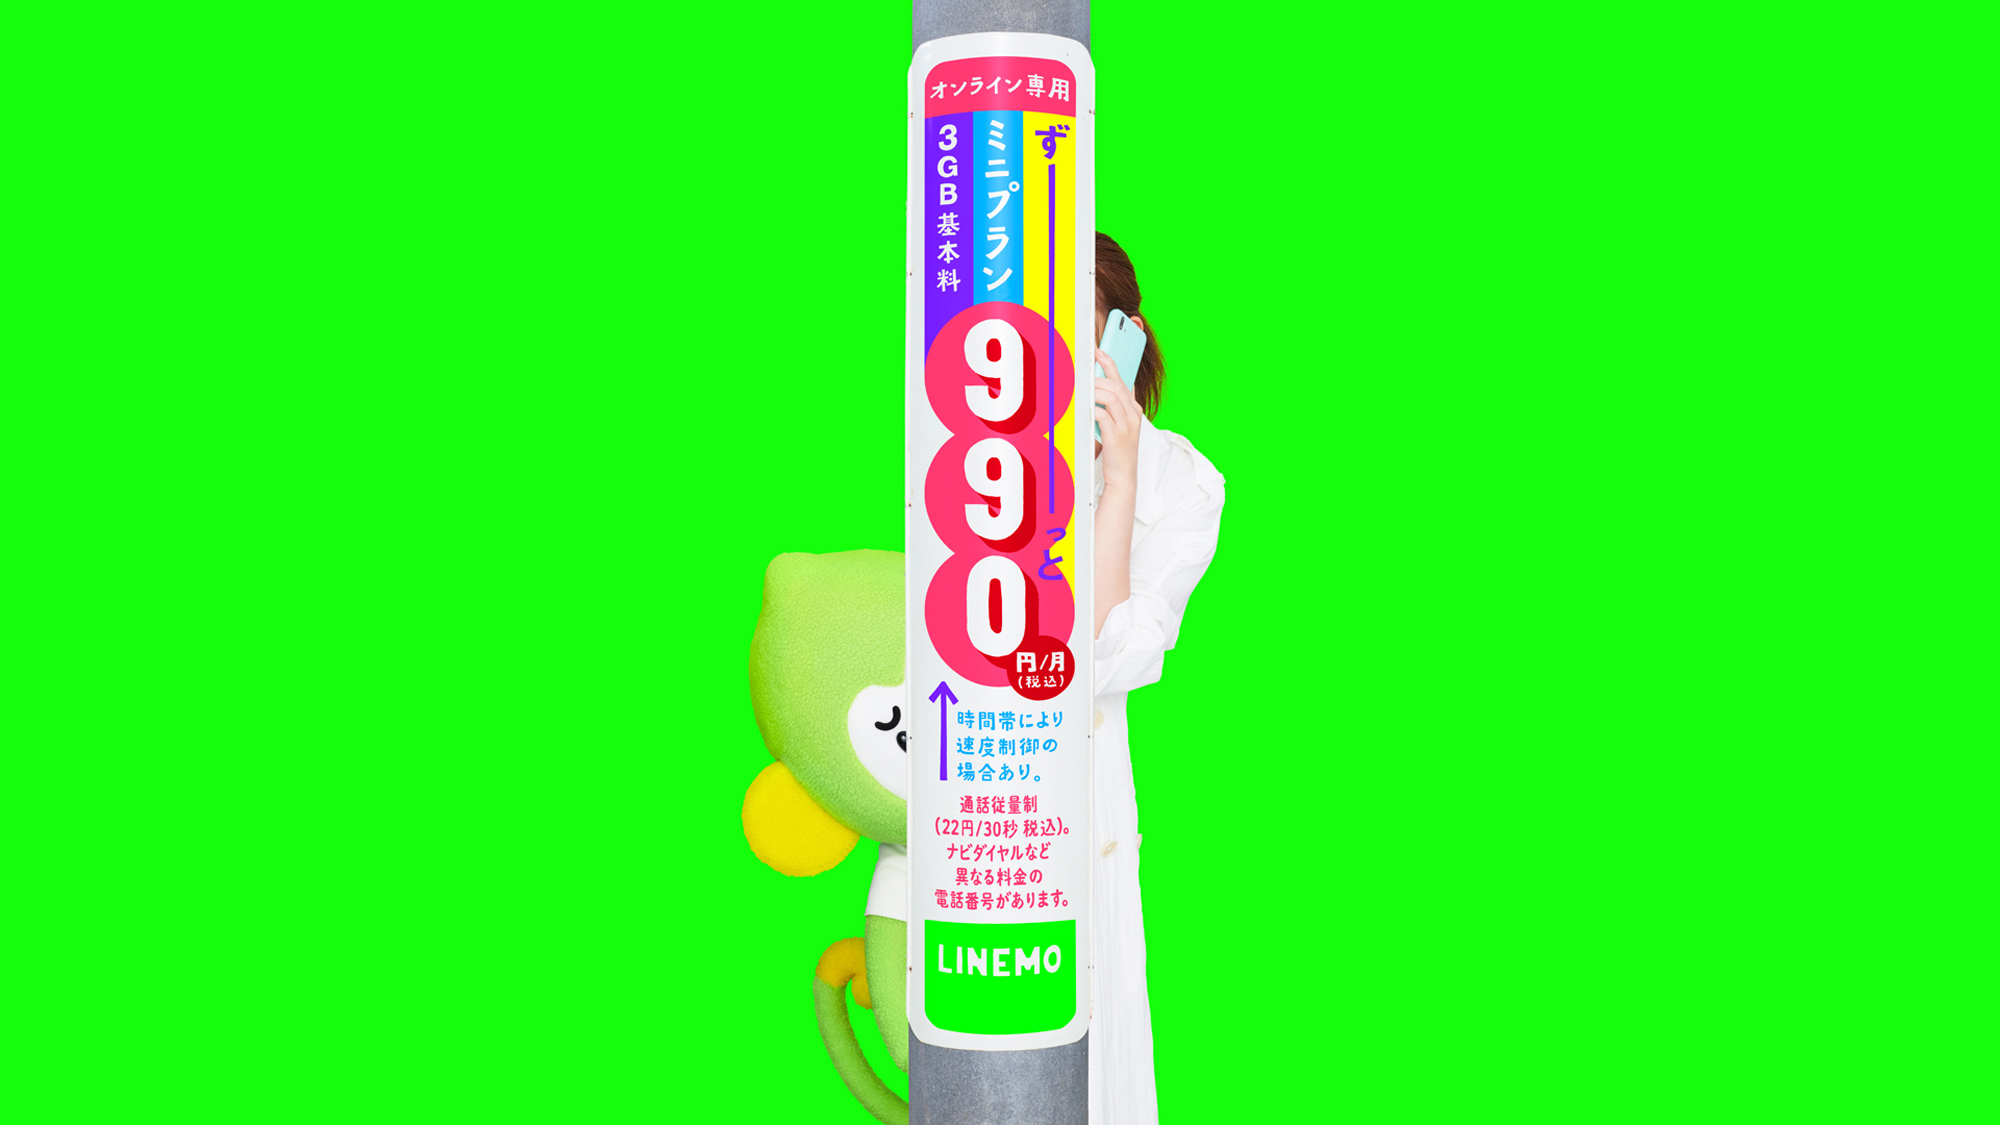 オンライン専用
ずーっと
ミニプラン
3GB基本料
990
円/月
(税込)
時間帯により
速度制御の
場合あり。
通話従量制
(22円/30秒 税込)。
ナビダイヤルなど
異なる料金の
電話番号があります。
LINEMO